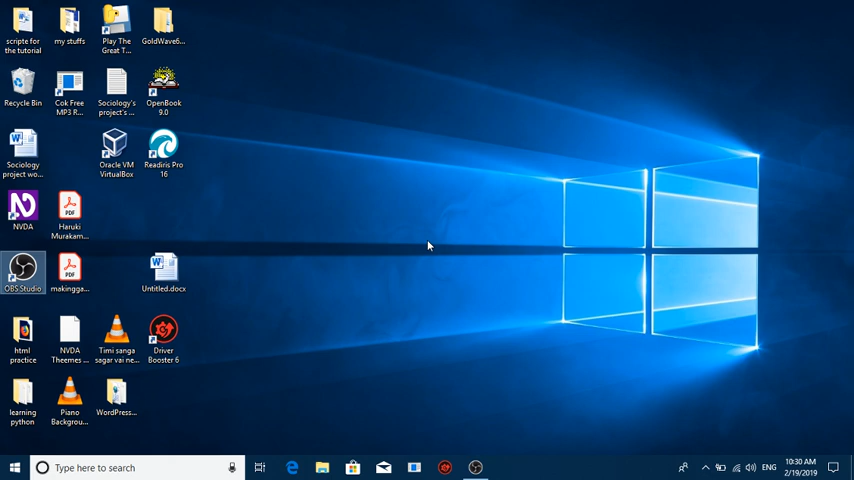 scripte for
the tutorial
my stuffs
Play The
Great T...
GoldWave6...
Recycle Bin
Cok Free
MP3 R...
Sociology's
project's ...
OpenBook
9.0
Sociology
project wo...
Oracle VM
VirtualBox
Readiris Pro
16
NVDA
Haruki
Murakam...
OBS Studio
makingga...
Untitled.docx
html
practice
NVDA
Theemes ...
Timi sanga
sagar vai ne...
Driver
Booster 6
learning
python
Piano
Backgrou...
WordPress...
Type here to search
ENG
10:30 AM
2/19/2019